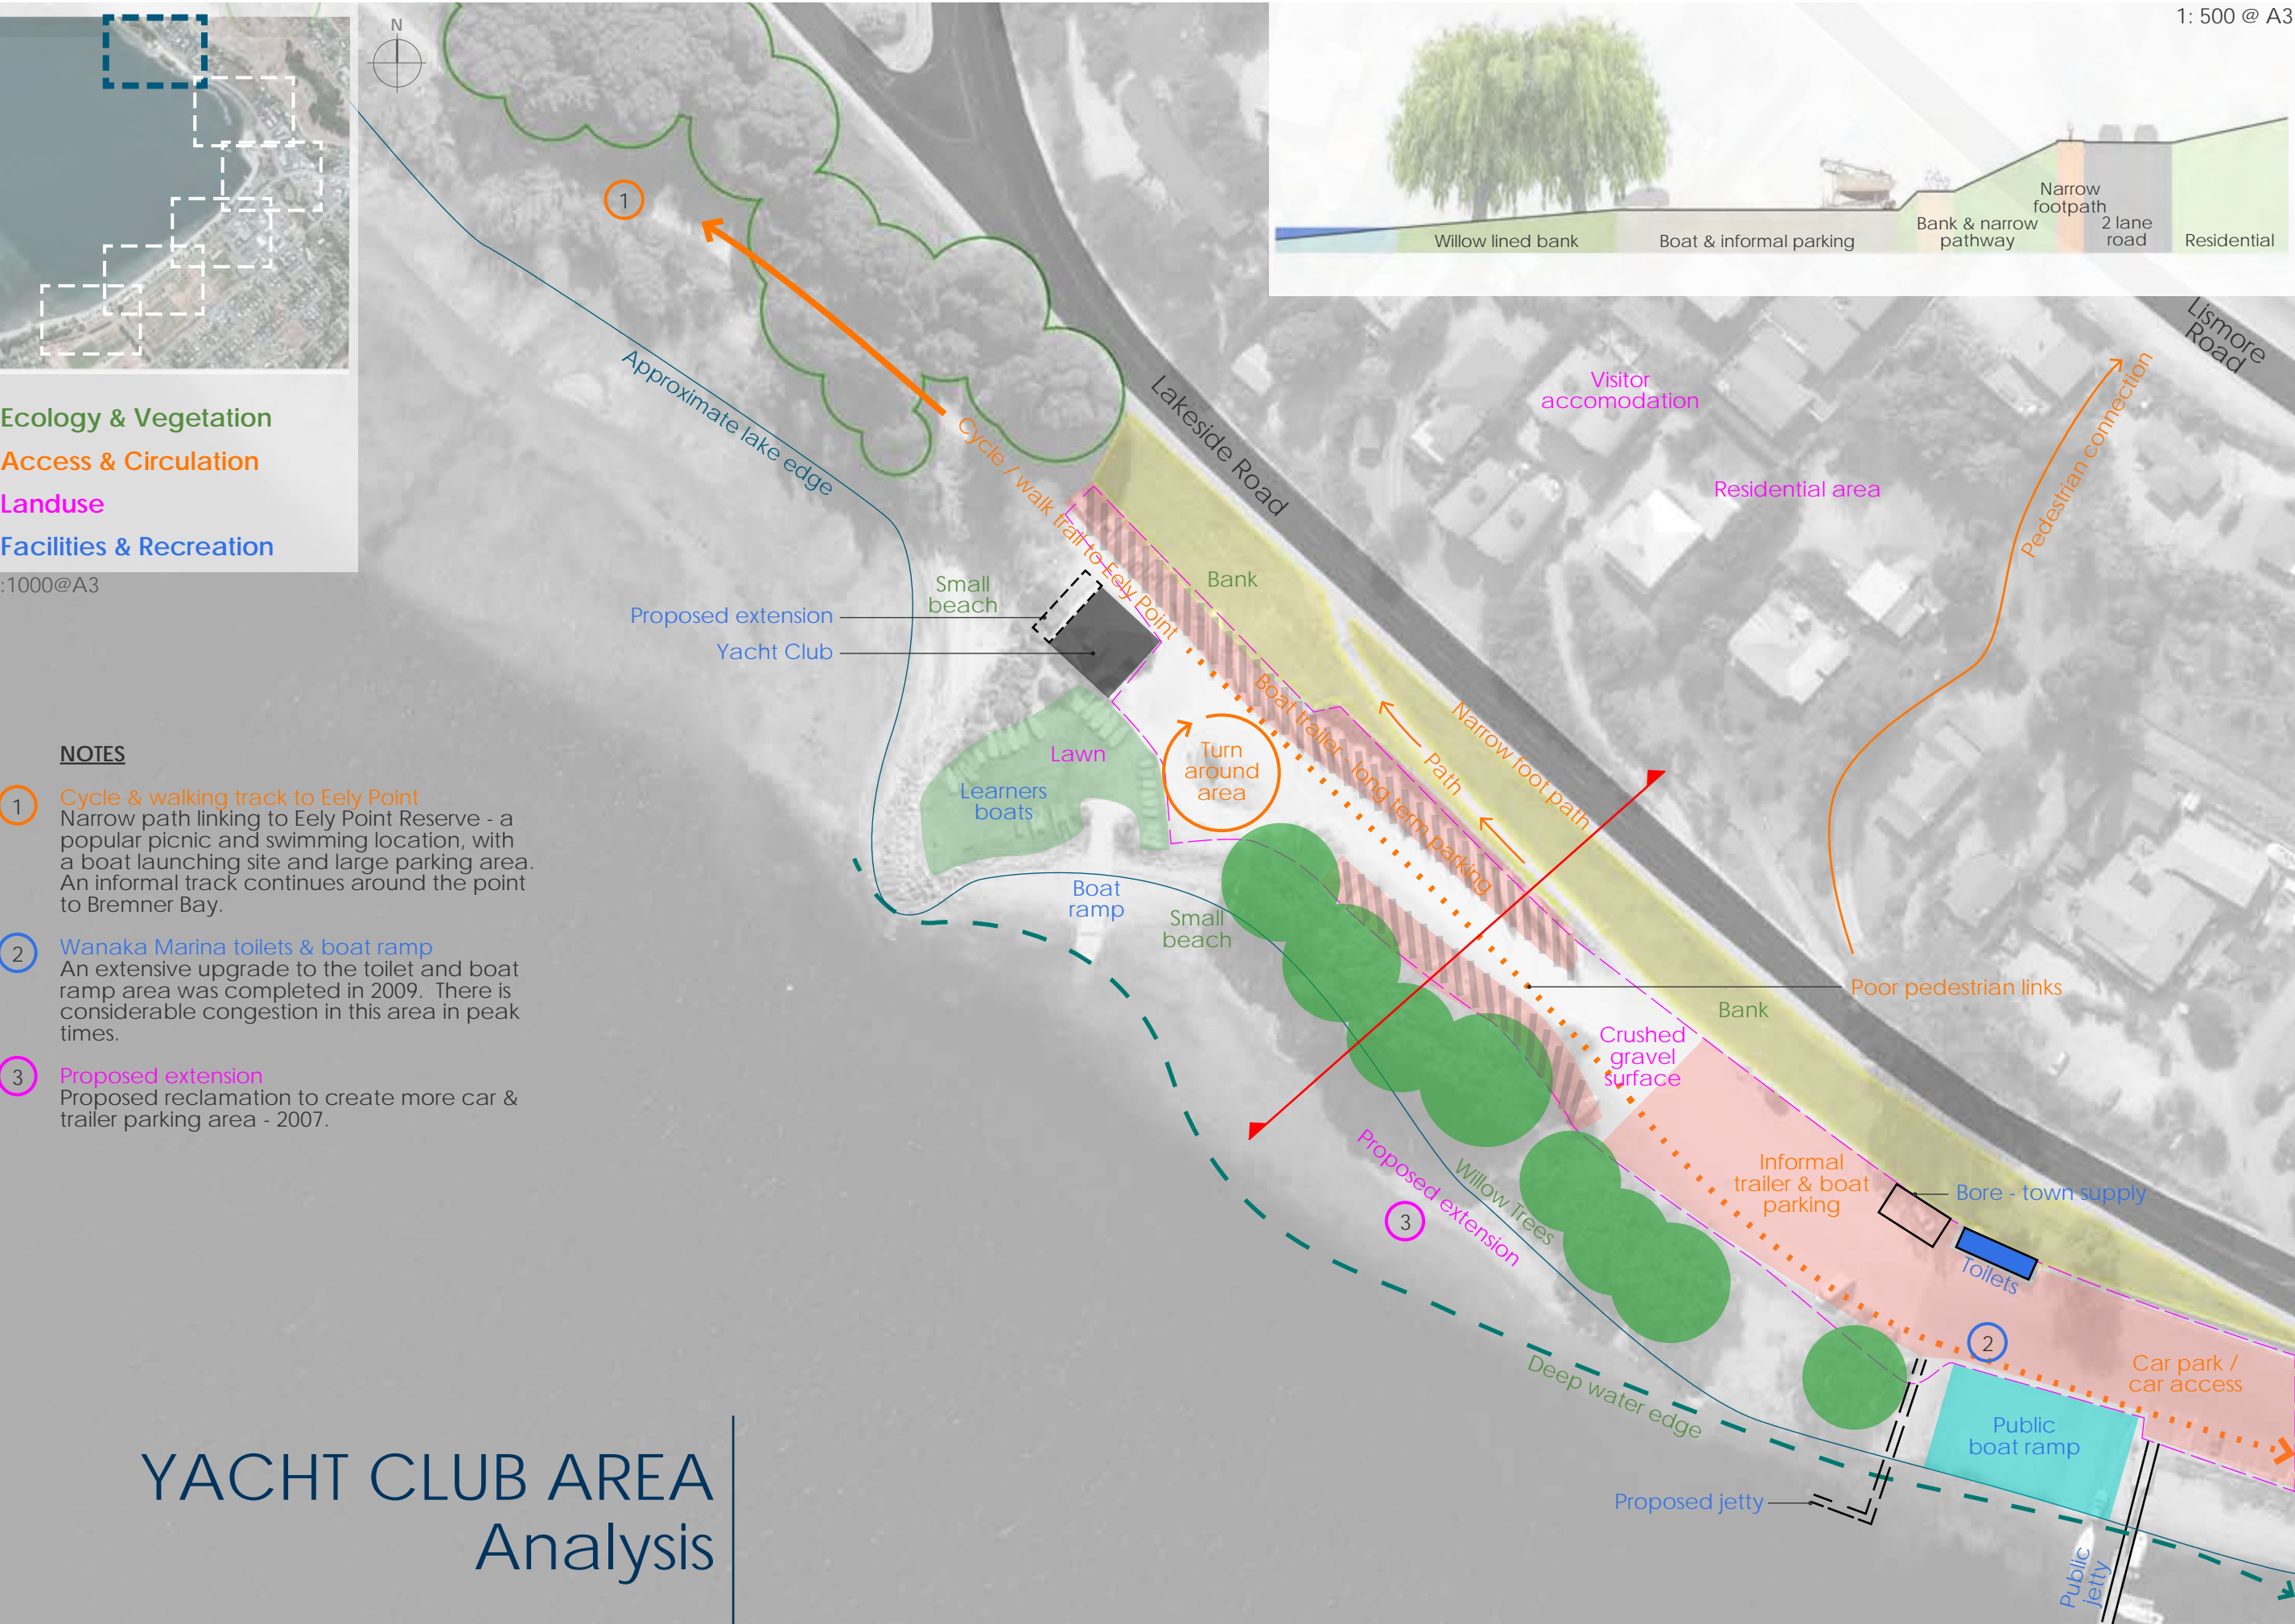 N
1: 500 @ A3
Willow lined bank
Boat & informal parking
Bank & narrow
pathway
Narrow
footpath
2 lane
road
Residential
Ecology & Vegetation
Access & Circulation
Landuse
Facilities & Recreation
:1000@A3
1
Approximate lake edge
Cycle / walk trail to Eely Point
Lakeside Road
Lismore
Road
Visitor
accomodation
Residential area
Pedestrian connection
Small
beach
Bank
Proposed extension
Yacht Club
Lawn
Learners
boats
Turn
around
area
Boat trailer - long term parking
Path
Narrow foot path
Boat
ramp
Small
beach
Poor pedestrian links
Bank
Crushed
gravel
surface
Proposed extension
3
Willow Trees
Informal
trailer & boat
parking
Bore - town supply
Toilets
2
Car park /
car access
Deep water edge
Public
boat ramp
Proposed jetty
Public
jetty
NOTES
1
Cycle & walking track to Eely Point
Narrow path linking to Eely Point Reserve - a
popular picnic and swimming location, with
a boat launching site and large parking area.
An informal track continues around the point
to Bremner Bay.
2
Wanaka Marina toilets & boat ramp
An extensive upgrade to the toilet and boat
ramp area was completed in 2009. There is
considerable congestion in this area in peak
times.
3
Proposed extension
Proposed reclamation to create more car &
trailer parking area - 2007.
YACHT CLUB AREA
Analysis